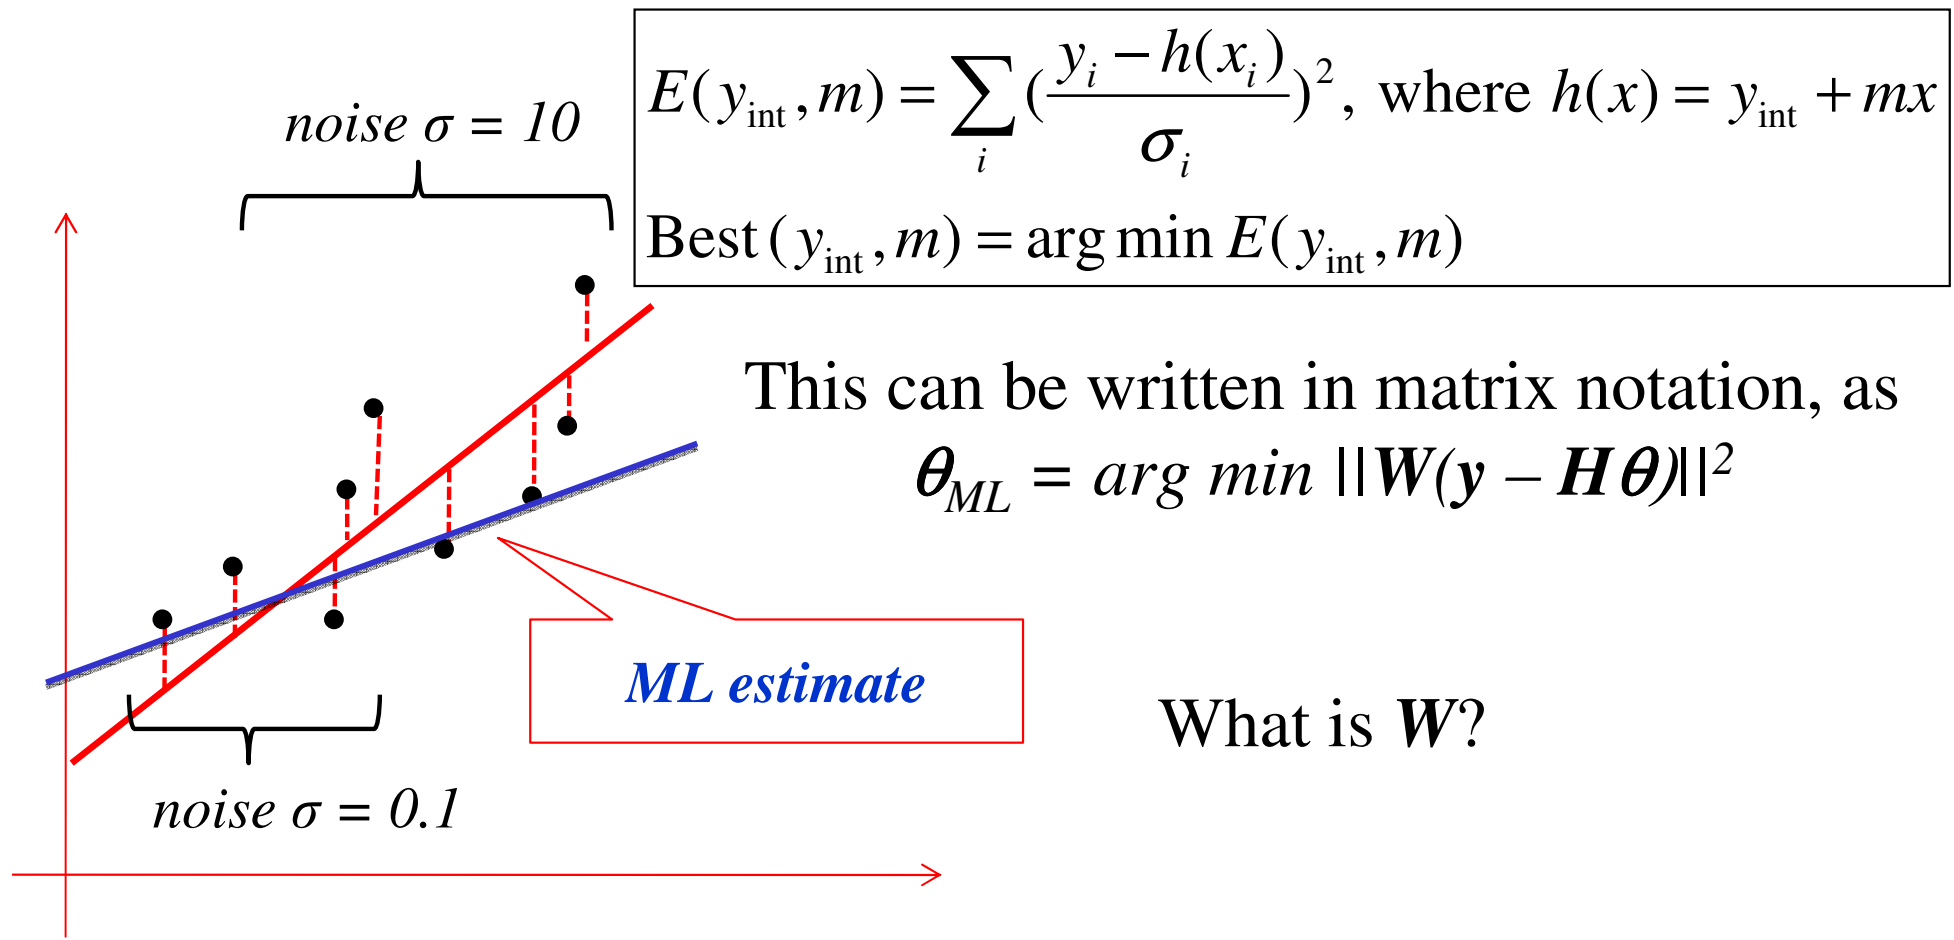 noise σ = 10
E(y_int, m) = ∑_i ((y_i − h(x_i)) / σ_i)^2, where h(x) = y_int + mx
Best (y_int, m) = arg min E(y_int, m)
This can be written in matrix notation, as
θ_ML = arg min ||W(y – Hθ)||^2
ML estimate
What is W?
noise σ = 0.1